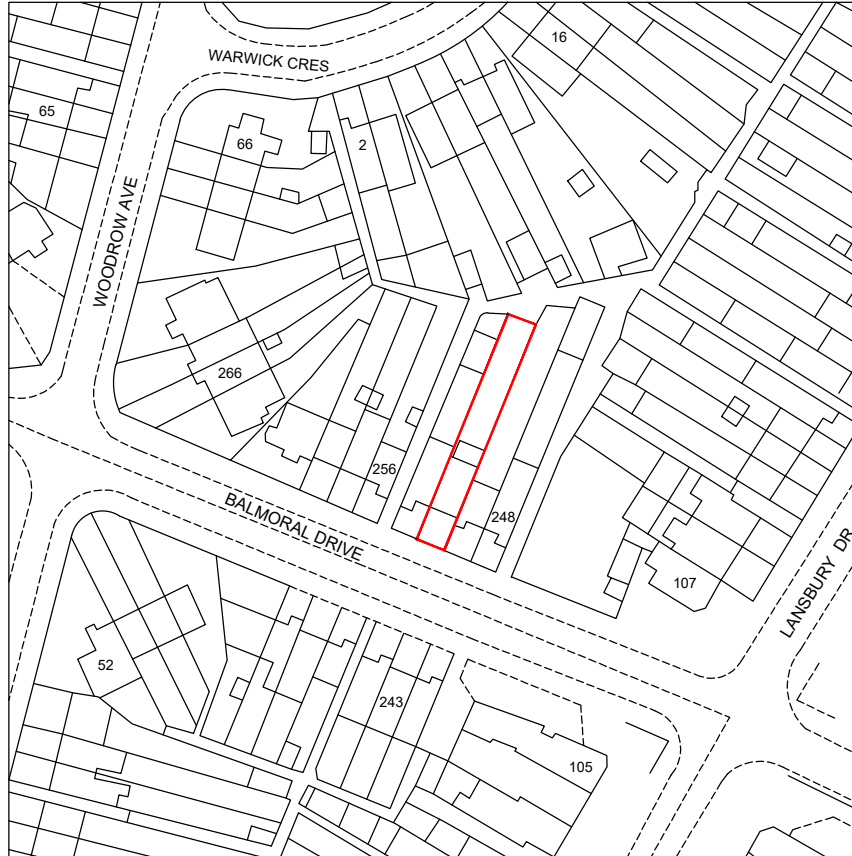 WARWICK CRES
16
65
66
2
WOODROW AVE
266
256
248
BALMORAL DRIVE
107
LANSBURY DR
52
243
105